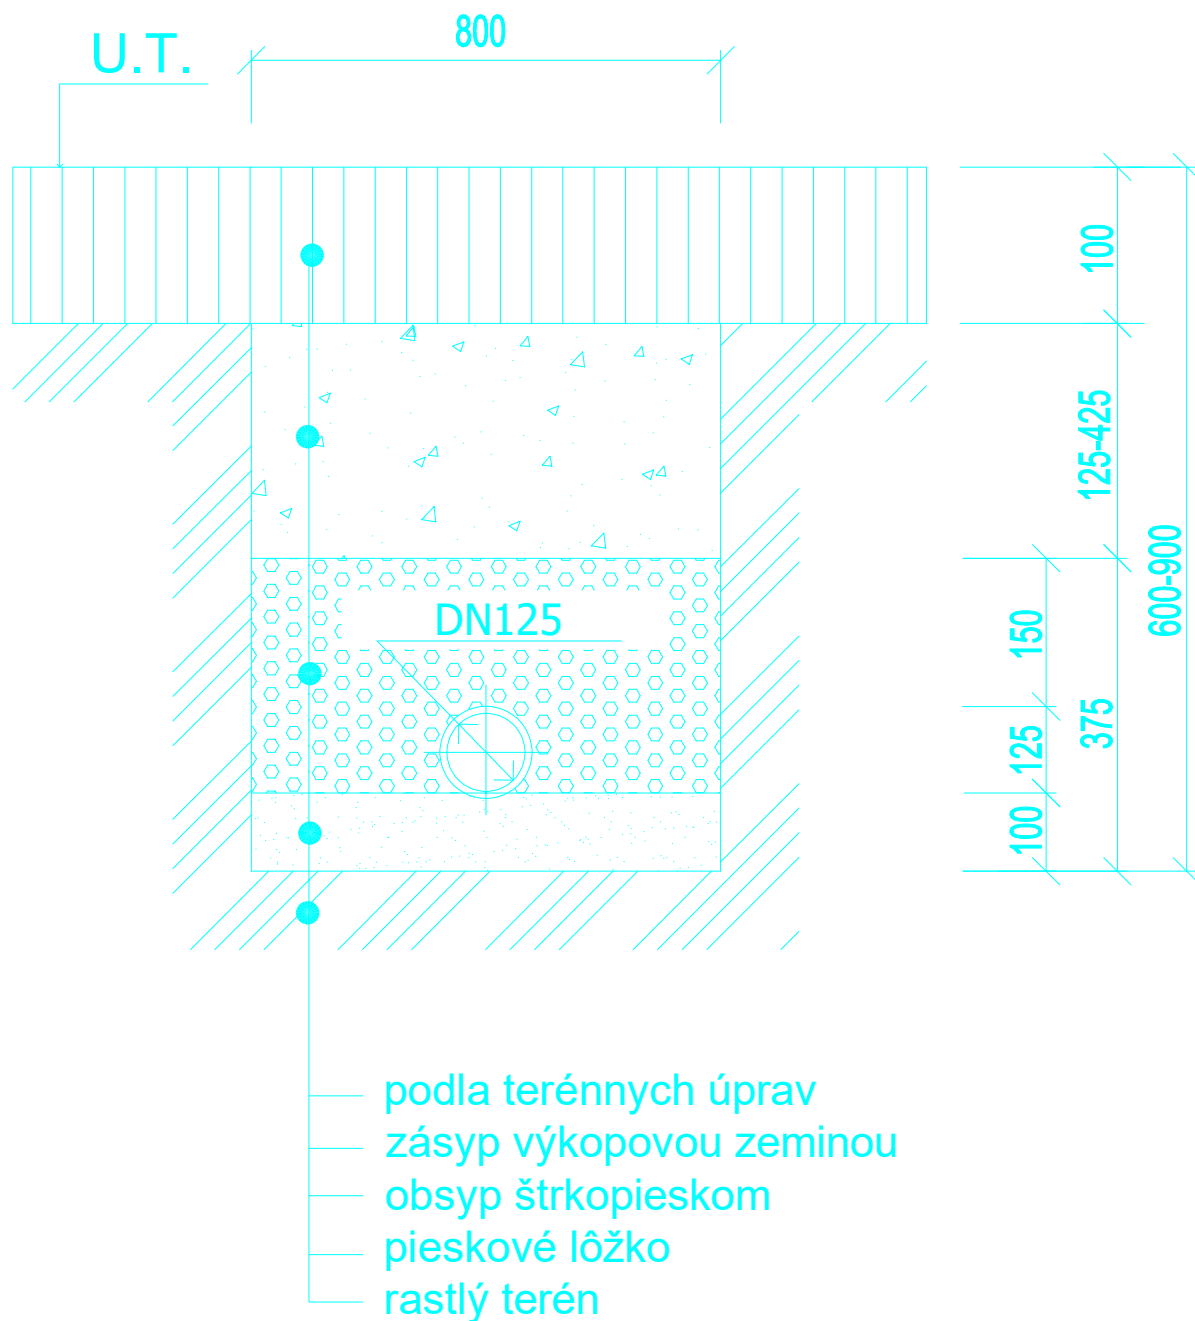 800
U.T.
100
125-425
600-900
150
375
125
100
DN125
podla terénnych úprav
zásyp výkopovou zeminou
obsyp štrkopieskom
pieskové lôžko
rastlý terén